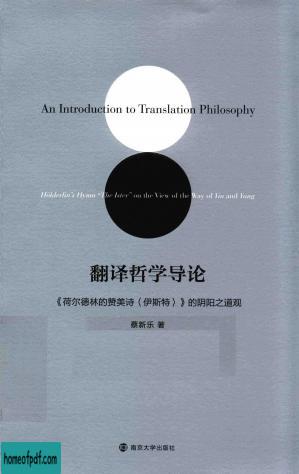 An Introduction to Translation Philosophy
Hölderlin's Hymn "The Ister" on the View of the Way of Yin and Yang
翻译哲学导论
《荷尔德林的赞美诗〈伊斯特〉》的阴阳之道观
蔡新乐 著
南京大学出版社
homeofpdf.com